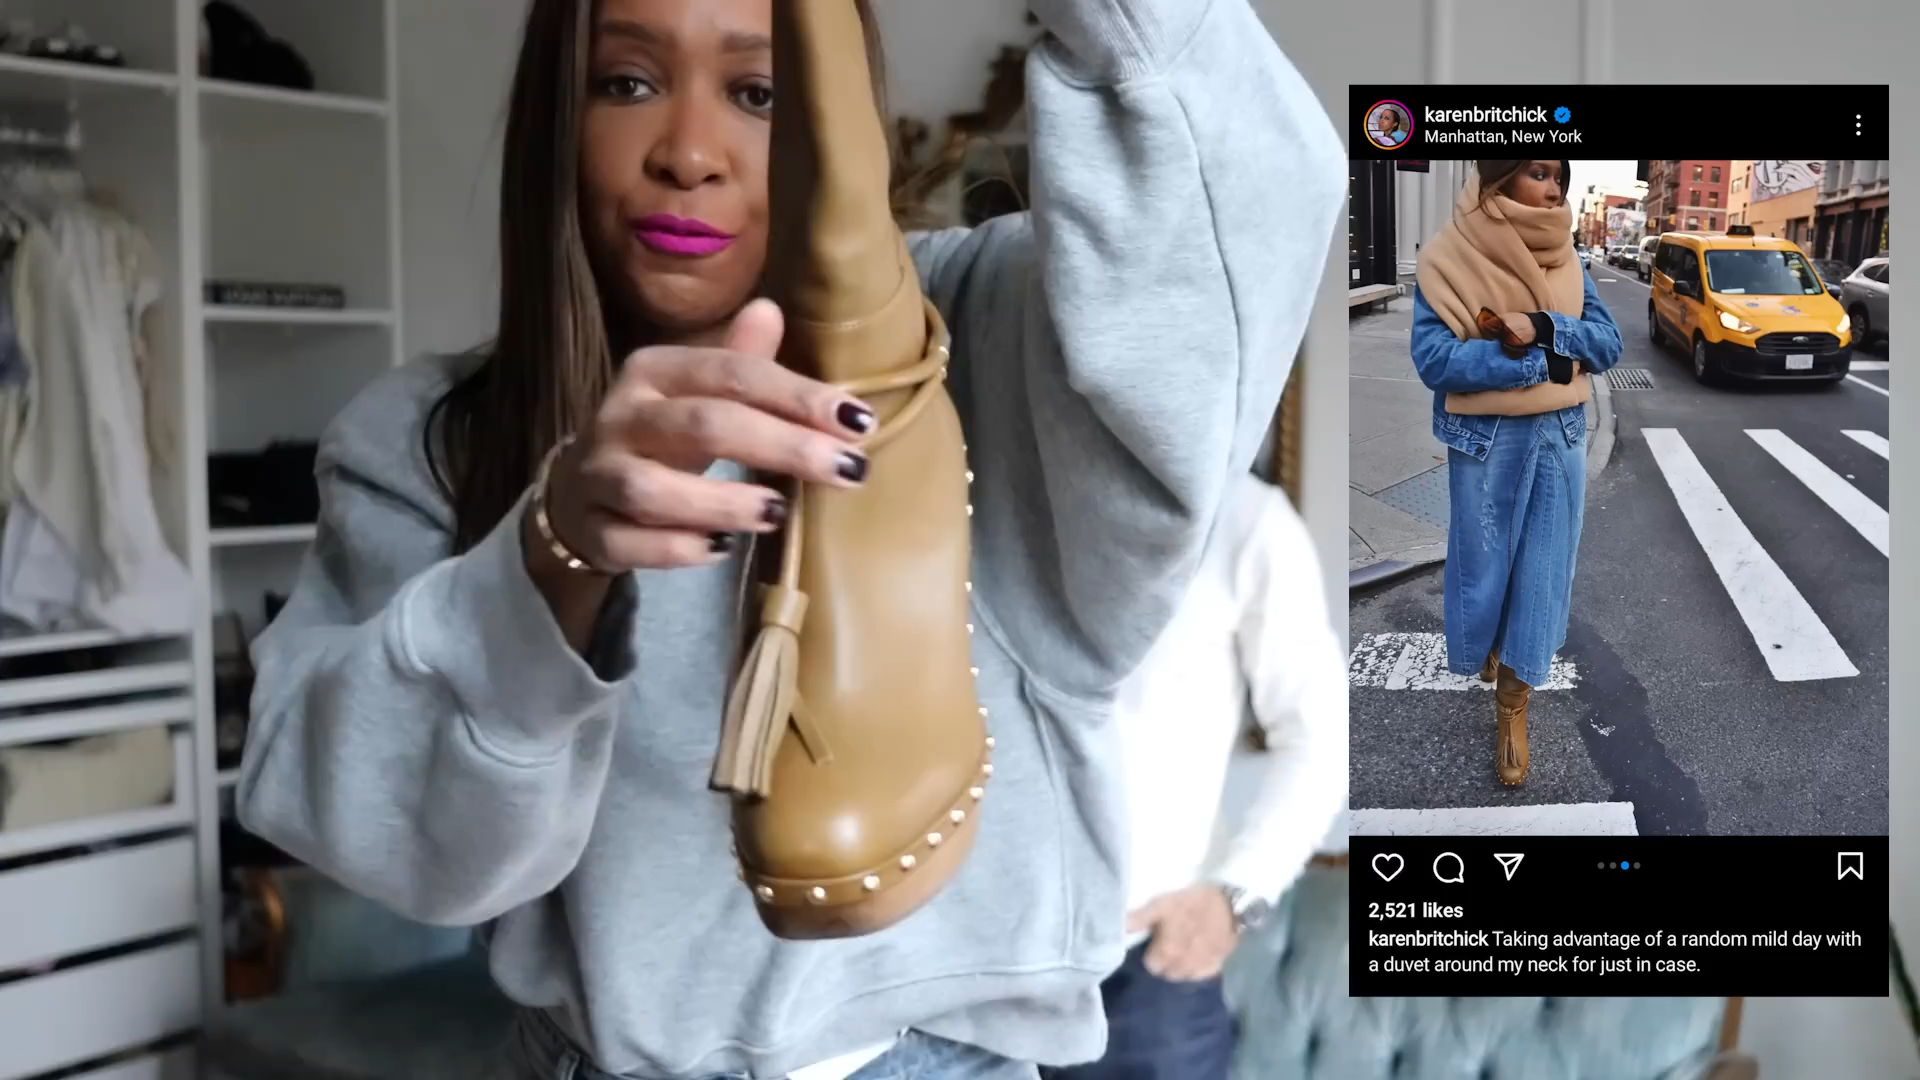 karenbritchick
Manhattan, New York
2,521 likes
karenbritchick Taking advantage of a random mild day with
a duvet around my neck for just in case.